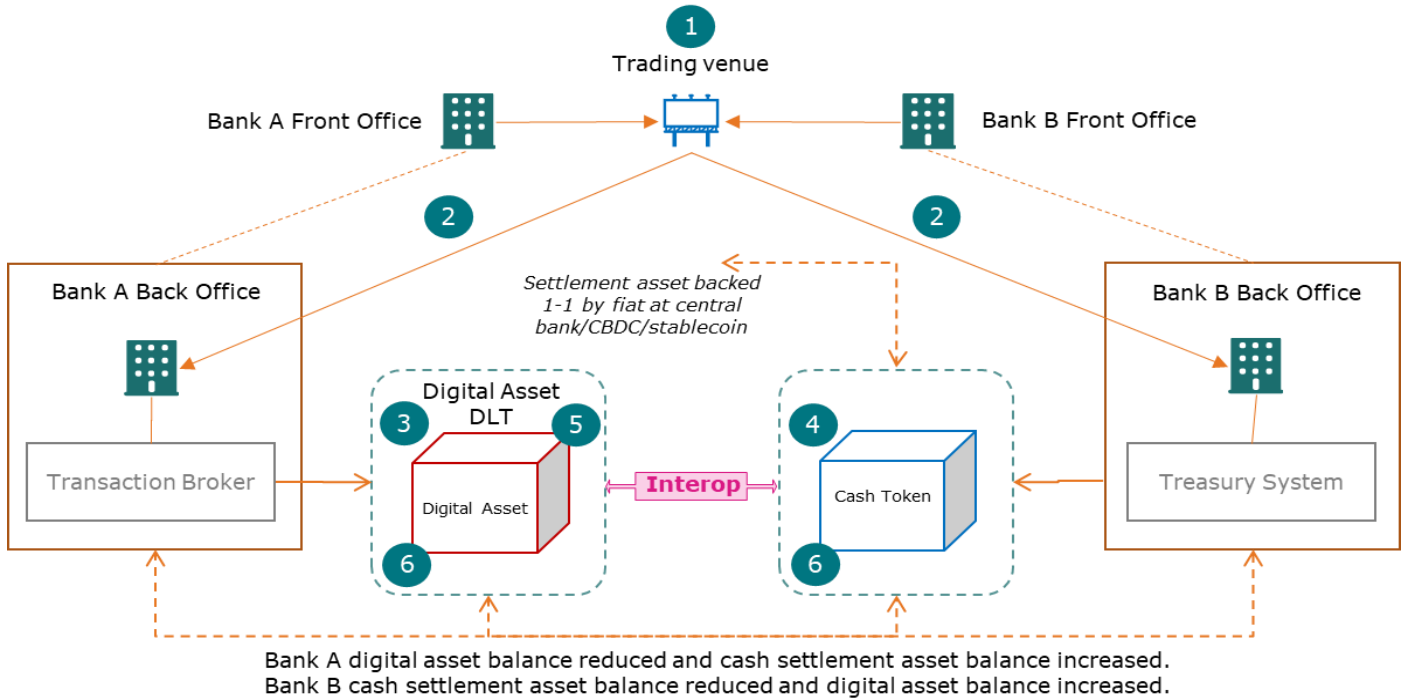 1
Trading venue
Bank A Front Office
Bank B Front Office
2
2
Bank A Back Office
Settlement asset backed
1-1 by fiat at central
bank/CBDC/stablecoin
Bank B Back Office
Digital Asset
DLT
3
5
4
Transaction Broker
Digital Asset
Interop
Cash Token
Treasury System
6
6
Bank A digital asset balance reduced and cash settlement asset balance increased.
Bank B cash settlement asset balance reduced and digital asset balance increased.